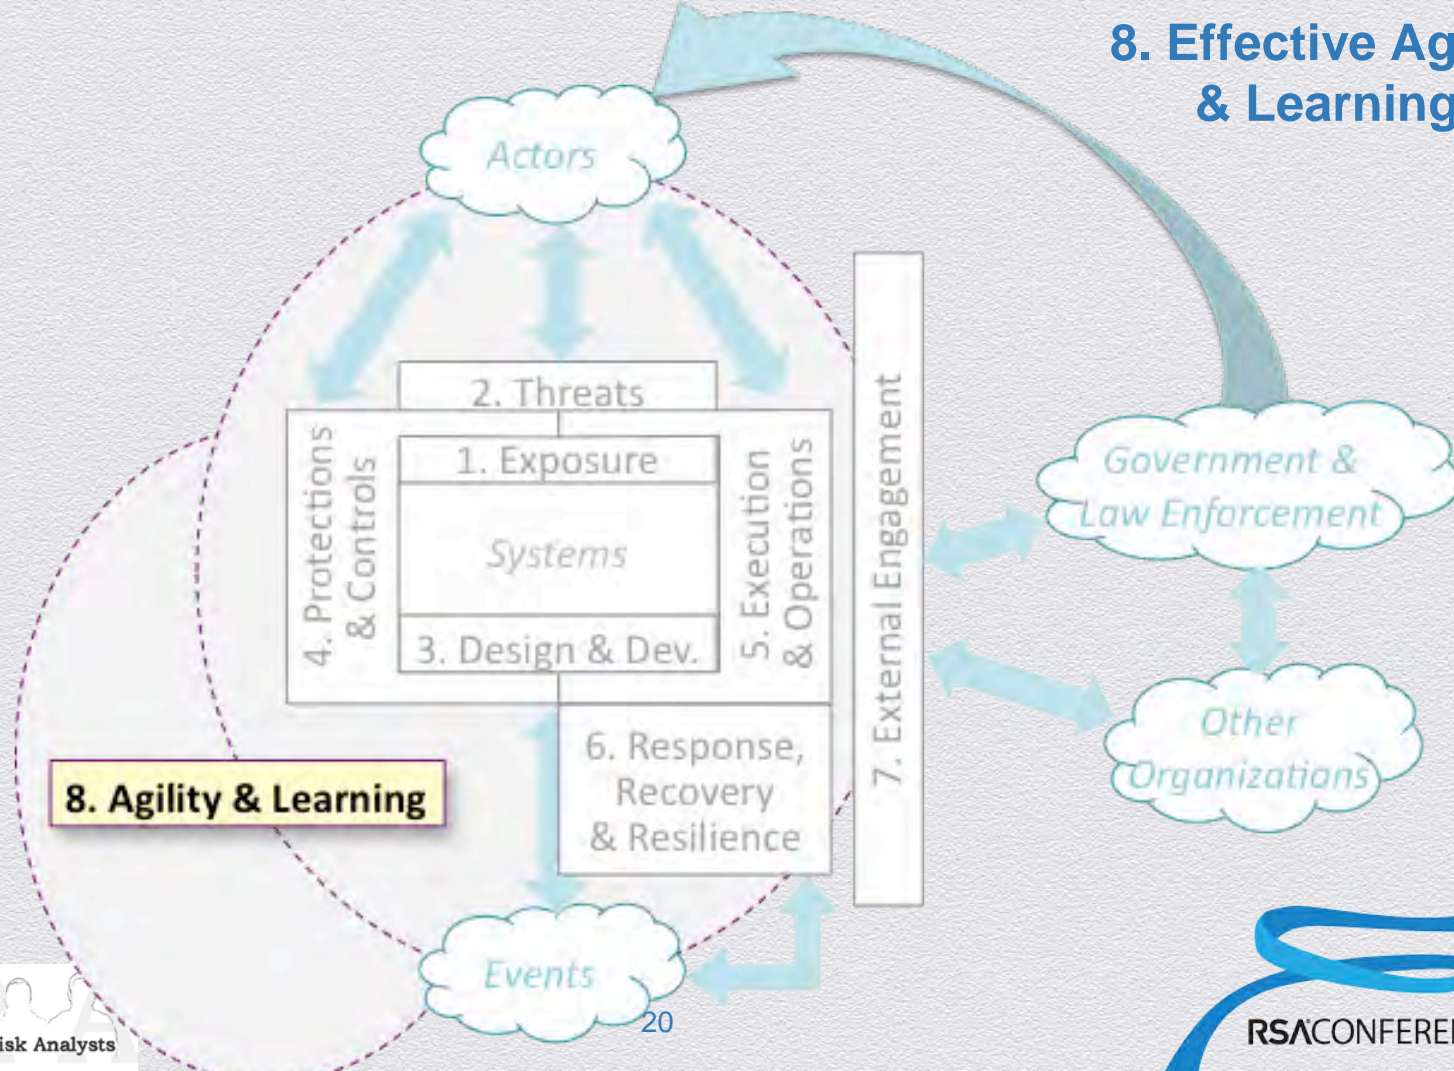 8. Effective Ag
& Learning
Actors
2. Threats
1. Exposure
Systems
3. Design & Dev.
4. Protections
& Controls
5. Execution
& Operations
6. Response,
Recovery
& Resilience
7. External Engagement
Government &
Law Enforcement
Other
Organizations
8. Agility & Learning
Events
20
isk Analysts
RSACONFEREN